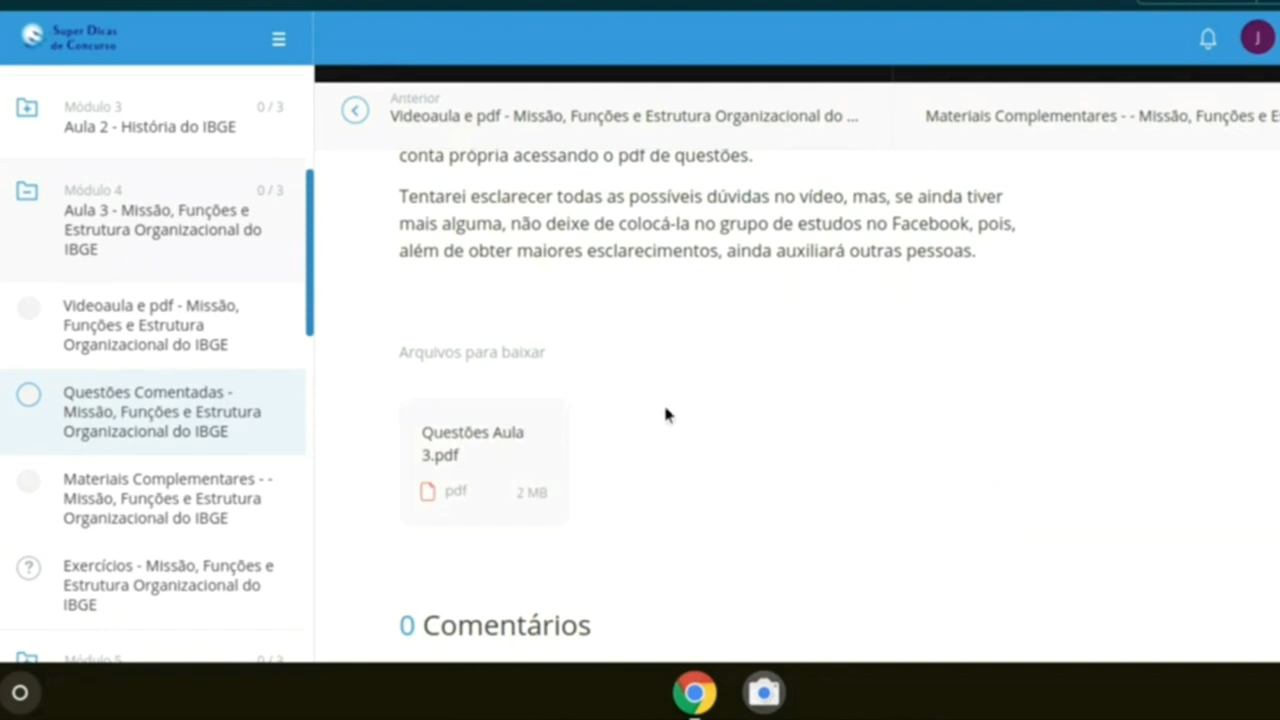 Super Dicas
de Concurso
J
Módulo 3
0 / 3
Aula 2 - História do IBGE
Módulo 4
0 / 3
Aula 3 - Missão, Funções e
Estrutura Organizacional do
IBGE
Videoaula e pdf - Missão,
Funções e Estrutura
Organizacional do IBGE
Questões Comentadas -
Missão, Funções e Estrutura
Organizacional do IBGE
Materiais Complementares - -
Missão, Funções e Estrutura
Organizacional do IBGE
?
Exercícios - Missão, Funções e
Estrutura Organizacional do
IBGE
Módulo 5
0 / 3
Anterior
Videoaula e pdf - Missão, Funções e Estrutura Organizacional do ...
Materiais Complementares - - Missão, Funções e E
conta própria acessando o pdf de questões.
Tentarei esclarecer todas as possíveis dúvidas no vídeo, mas, se ainda tiver
mais alguma, não deixe de colocá-la no grupo de estudos no Facebook, pois,
além de obter maiores esclarecimentos, ainda auxiliará outras pessoas.
Arquivos para baixar
Questões Aula
3.pdf
pdf
2 MB
0 Comentários